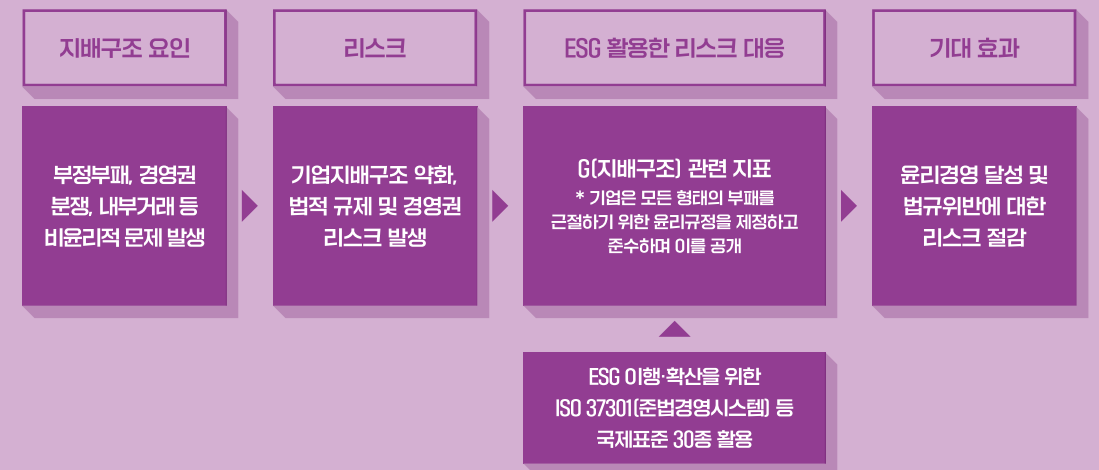 지배구조 요인
리스크
ESG 활용한 리스크 대응
기대 효과
부정부패, 경영권
분쟁, 내부거래 등
비윤리적 문제 발생
기업지배구조 약화,
법적 규제 및 경영권
리스크 발생
G(지배구조) 관련 지표
* 기업은 모든 형태의 부패를
근절하기 위한 윤리규정을 제정하고
준수하며 이를 공개
윤리경영 달성 및
법규위반에 대한
리스크 절감
ESG 이행·확산을 위한
ISO 37301(준법경영시스템) 등
국제표준 30종 활용